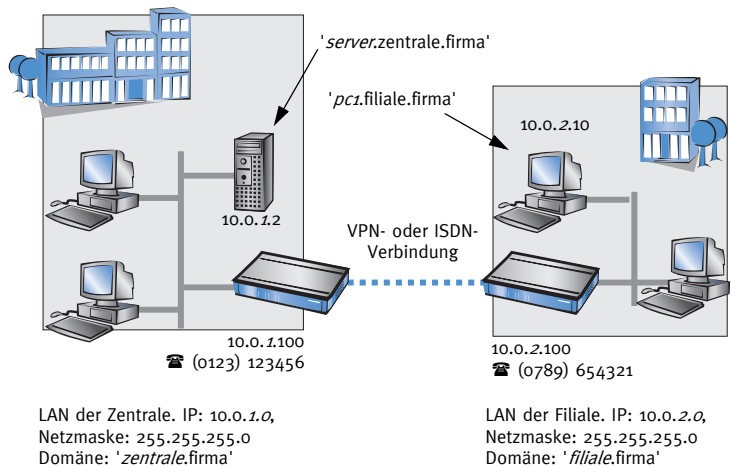 'server.zentrale.firma'
'pc1.filiale.firma'
10.0.2.10
10.0.1.2
VPN- oder ISDN-
Verbindung
10.0.1.100
☎ (0123) 123456
10.0.2.100
☎ (0789) 654321
LAN der Zentrale. IP: 10.0.1.0,
Netzmaske: 255.255.255.0
Domäne: 'zentrale.firma'
LAN der Filiale. IP: 10.0.2.0,
Netzmaske: 255.255.255.0
Domäne: 'filiale.firma'